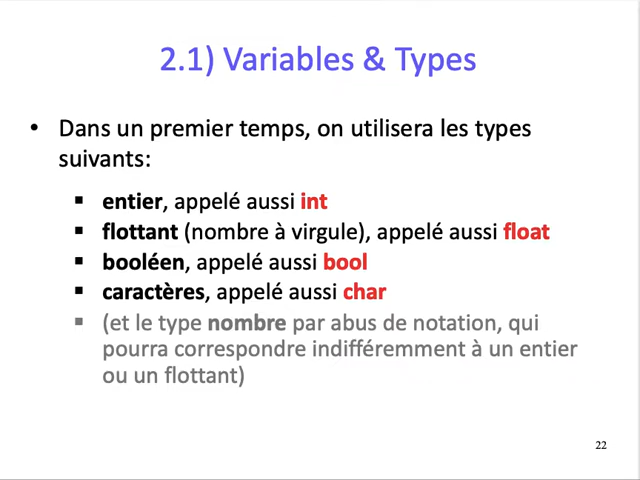 2.1) Variables & Types
• Dans un premier temps, on utilisera les types
suivants:
▪ entier, appelé aussi int
▪ flottant (nombre à virgule), appelé aussi float
▪ booléen, appelé aussi bool
▪ caractères, appelé aussi char
▪ (et le type nombre par abus de notation, qui
pourra correspondre indifféremment à un entier
ou un flottant)
22